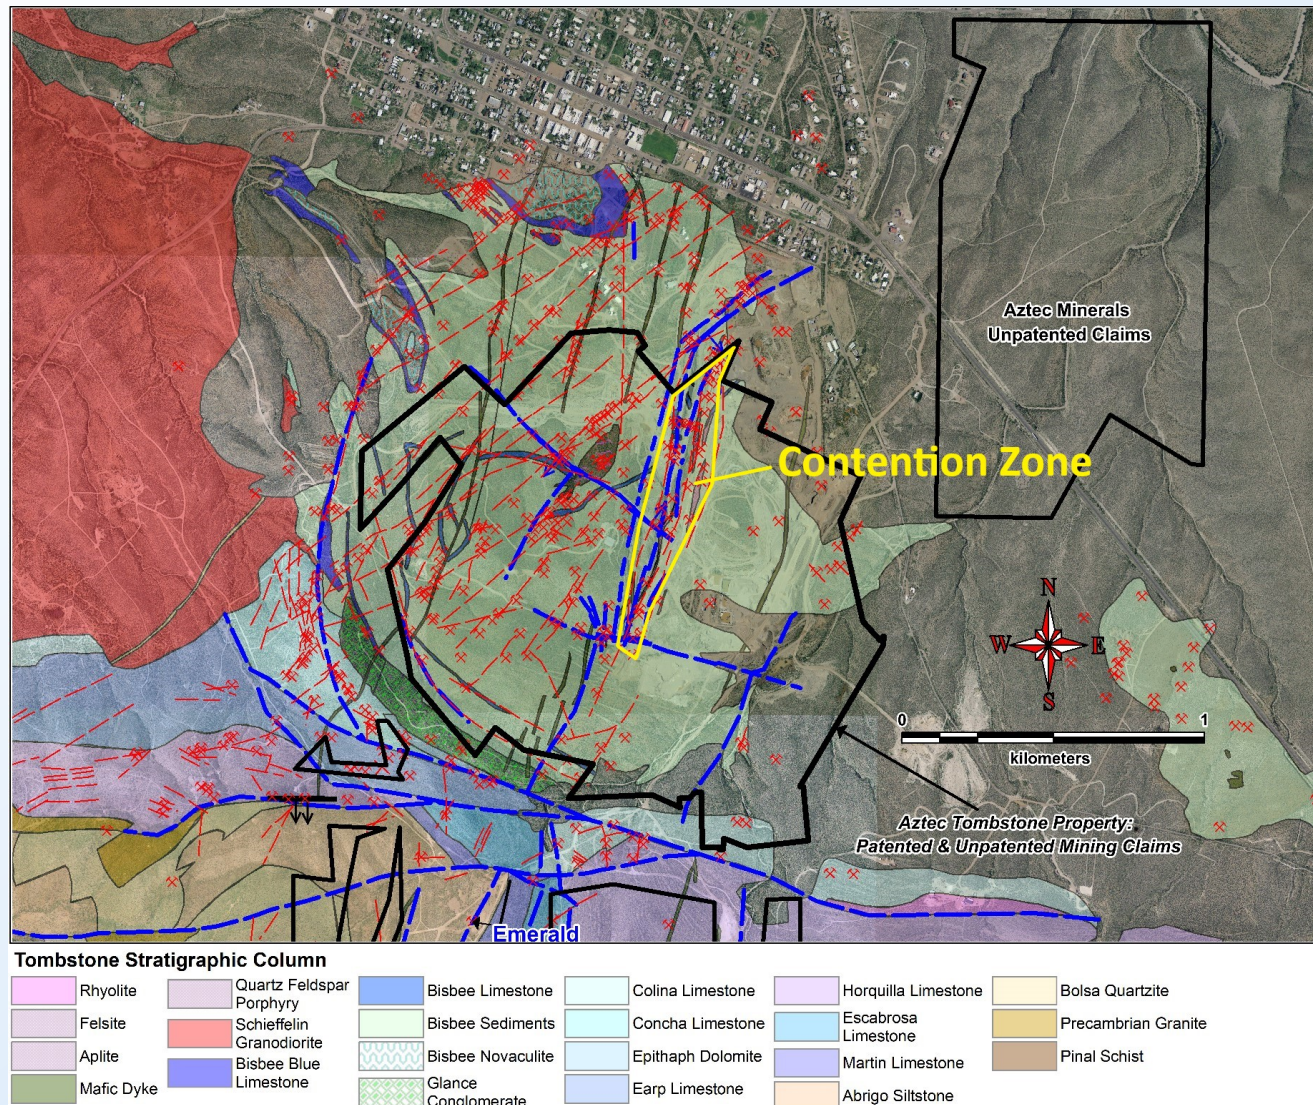 Aztec Minerals
Unpatented Claims
Contention Zone
N
W
E
S
0
1
kilometers
Aztec Tombstone Property:
Patented & Unpatented Mining Claims
Emerald
Tombstone Stratigraphic Column
Rhyolite
Felsite
Aplite
Mafic Dyke
Quartz Feldspar
Porphyry
Schieffelin
Granodiorite
Bisbee Blue
Limestone
Bisbee Limestone
Bisbee Sediments
Bisbee Novaculite
Glance
Conglomerate
Colina Limestone
Concha Limestone
Epithaph Dolomite
Earp Limestone
Horquilla Limestone
Escabrosa
Limestone
Martin Limestone
Abrigo Siltstone
Bolsa Quartzite
Precambrian Granite
Pinal Schist